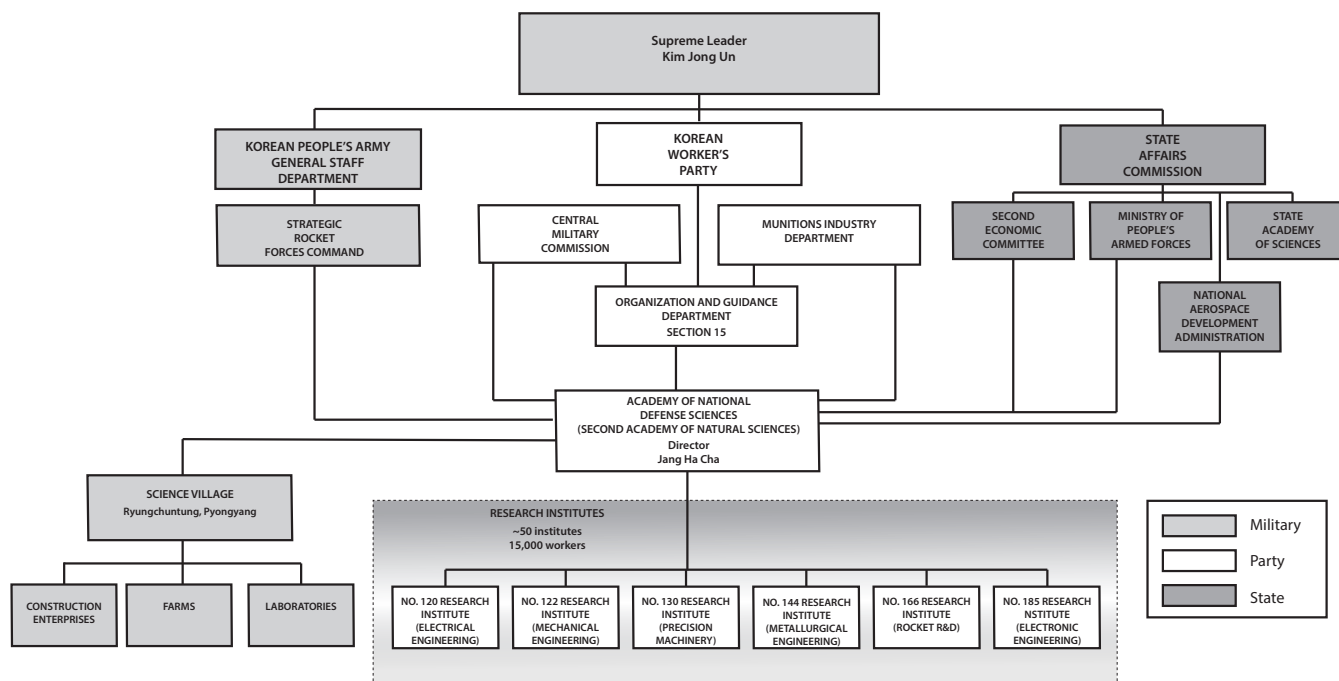 Supreme Leader
Kim Jong Un
KOREAN PEOPLE'S ARMY
GENERAL STAFF
DEPARTMENT
KOREAN
WORKER'S
PARTY
STATE
AFFAIRS
COMMISSION
STRATEGIC
ROCKET
FORCES COMMAND
CENTRAL
MILITARY
COMMISSION
MUNITIONS INDUSTRY
DEPARTMENT
SECOND
ECONOMIC
COMMITTEE
MINISTRY OF
PEOPLE'S
ARMED FORCES
STATE
ACADEMY
OF SCIENCES
ORGANIZATION AND GUIDANCE
DEPARTMENT
SECTION 15
NATIONAL
AEROSPACE
DEVELOPMENT
ADMINISTRATION
ACADEMY OF NATIONAL
DEFENSE SCIENCES
(SECOND ACADEMY OF NATURAL SCIENCES)
Director
Jang Ha Cha
SCIENCE VILLAGE
Ryungchuntung, Pyongyang
CONSTRUCTION
ENTERPRISES
FARMS
LABORATORIES
RESEARCH INSTITUTES
~50 institutes
15,000 workers
NO. 120 RESEARCH
INSTITUTE
(ELECTRICAL
ENGINEERING)
NO. 122 RESEARCH
INSTITUTE
(MECHANICAL
ENGINEERING)
NO. 130 RESEARCH
INSTITUTE
(PRECISION
MACHINERY)
NO. 144 RESEARCH
INSTITUTE
(METALLURGICAL
ENGINEERING)
NO. 166 RESEARCH
INSTITUTE
(ROCKET R&D)
NO. 185 RESEARCH
NSTITUTE
(ELECTRONIC
ENGINEERING)
Military
Party
State